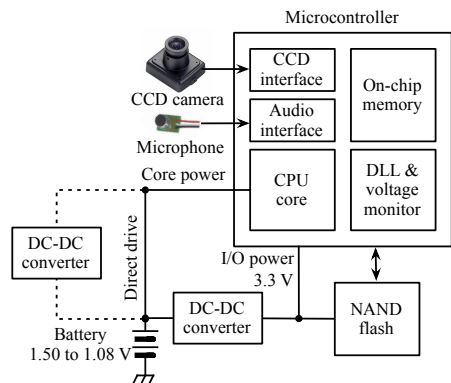 Microcontroller
CCD
interface
On-chip
memory
CCD camera
Audio
interface
Microphone
Core power
CPU
core
DLL &
voltage
monitor
DC-DC
converter
Direct drive
I/O power
3.3 V
DC-DC
converter
NAND
flash
Battery
1.50 to 1.08 V